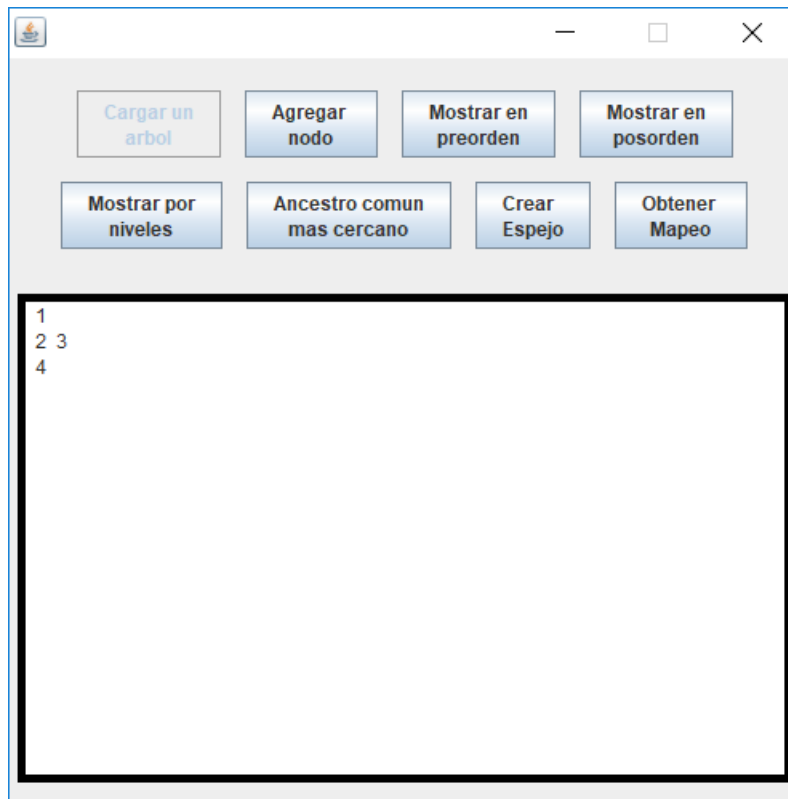 Cargar un
arbol
Agregar
nodo
Mostrar en
preorden
Mostrar en
posorden
Mostrar por
niveles
Ancestro comun
mas cercano
Crear
Espejo
Obtener
Mapeo
1
2 3
4